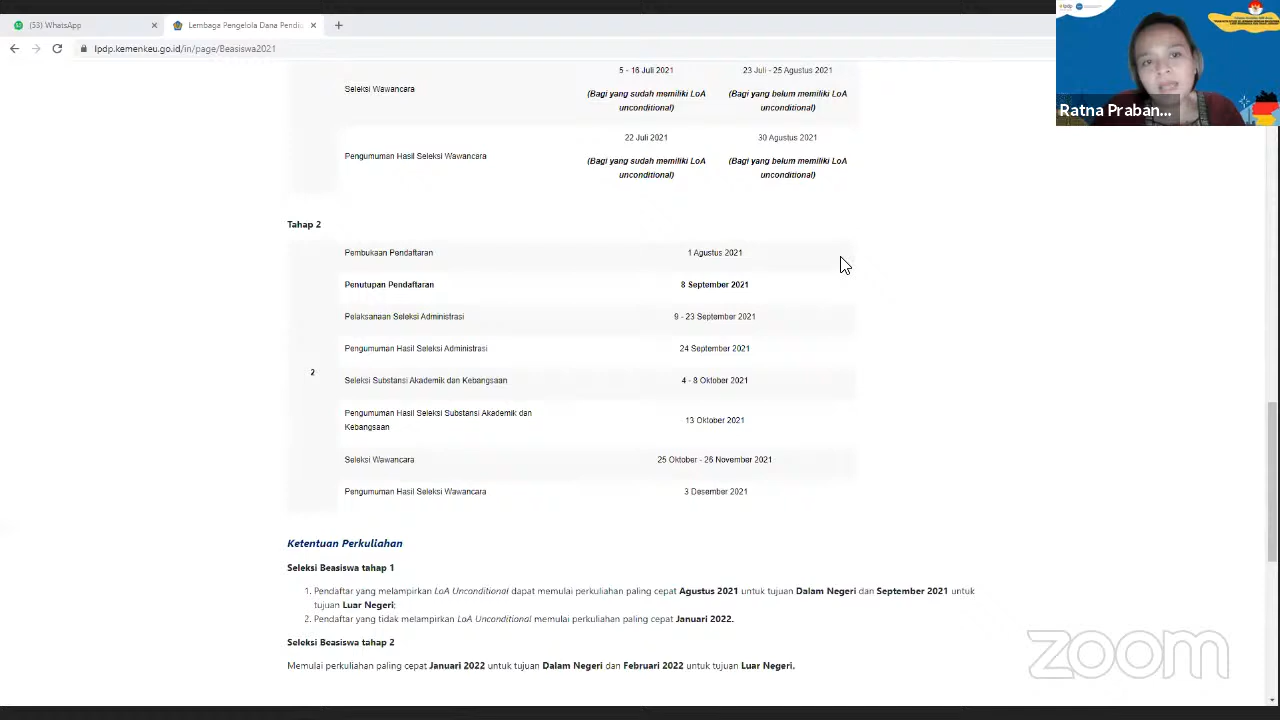 (53) WhatsApp
Lembaga Pengelola Dana Pendi
lpdp.kemenkeu.go.id/in/page/Beasiswa2021
5 - 16 Juli 2021
23 Juli - 25 Agustus 2021
Seleksi Wawancara
(Bagi yang sudah memiliki LoA
unconditional)
(Bagi yang belum memiliki LoA
unconditional)
22 Juli 2021
30 Agustus 2021
Pengumuman Hasil Seleksi Wawancara
(Bagi yang sudah memiliki LoA
unconditional)
(Bagi yang belum memiliki LoA
unconditional)
Tahap 2
Pembukaan Pendaftaran
1 Agustus 2021
Penutupan Pendaftaran
8 September 2021
Pelaksanaan Seleksi Administrasi
9 - 23 September 2021
Pengumuman Hasil Seleksi Administrasi
24 September 2021
2
Seleksi Substansi Akademik dan Kebangsaan
4 - 8 Oktober 2021
Pengumuman Hasil Seleksi Substansi Akademik dan
Kebangsaan
13 Oktober 2021
Seleksi Wawancara
25 Oktober - 26 November 2021
Pengumuman Hasil Seleksi Wawancara
3 Desember 2021
Ketentuan Perkuliahan
Seleksi Beasiswa tahap 1
1. Pendaftar yang melampirkan LoA Unconditional dapat memulai perkuliahan paling cepat Agustus 2021 untuk tujuan Dalam Negeri dan September 2021 untuk
tujuan Luar Negeri;
2. Pendaftar yang tidak melampirkan LoA Unconditional memulai perkuliahan paling cepat Januari 2022.
Seleksi Beasiswa tahap 2
Memulai perkuliahan paling cepat Januari 2022 untuk tujuan Dalam Negeri dan Februari 2022 untuk tujuan Luar Negeri.
Ratna Praban...
zoom